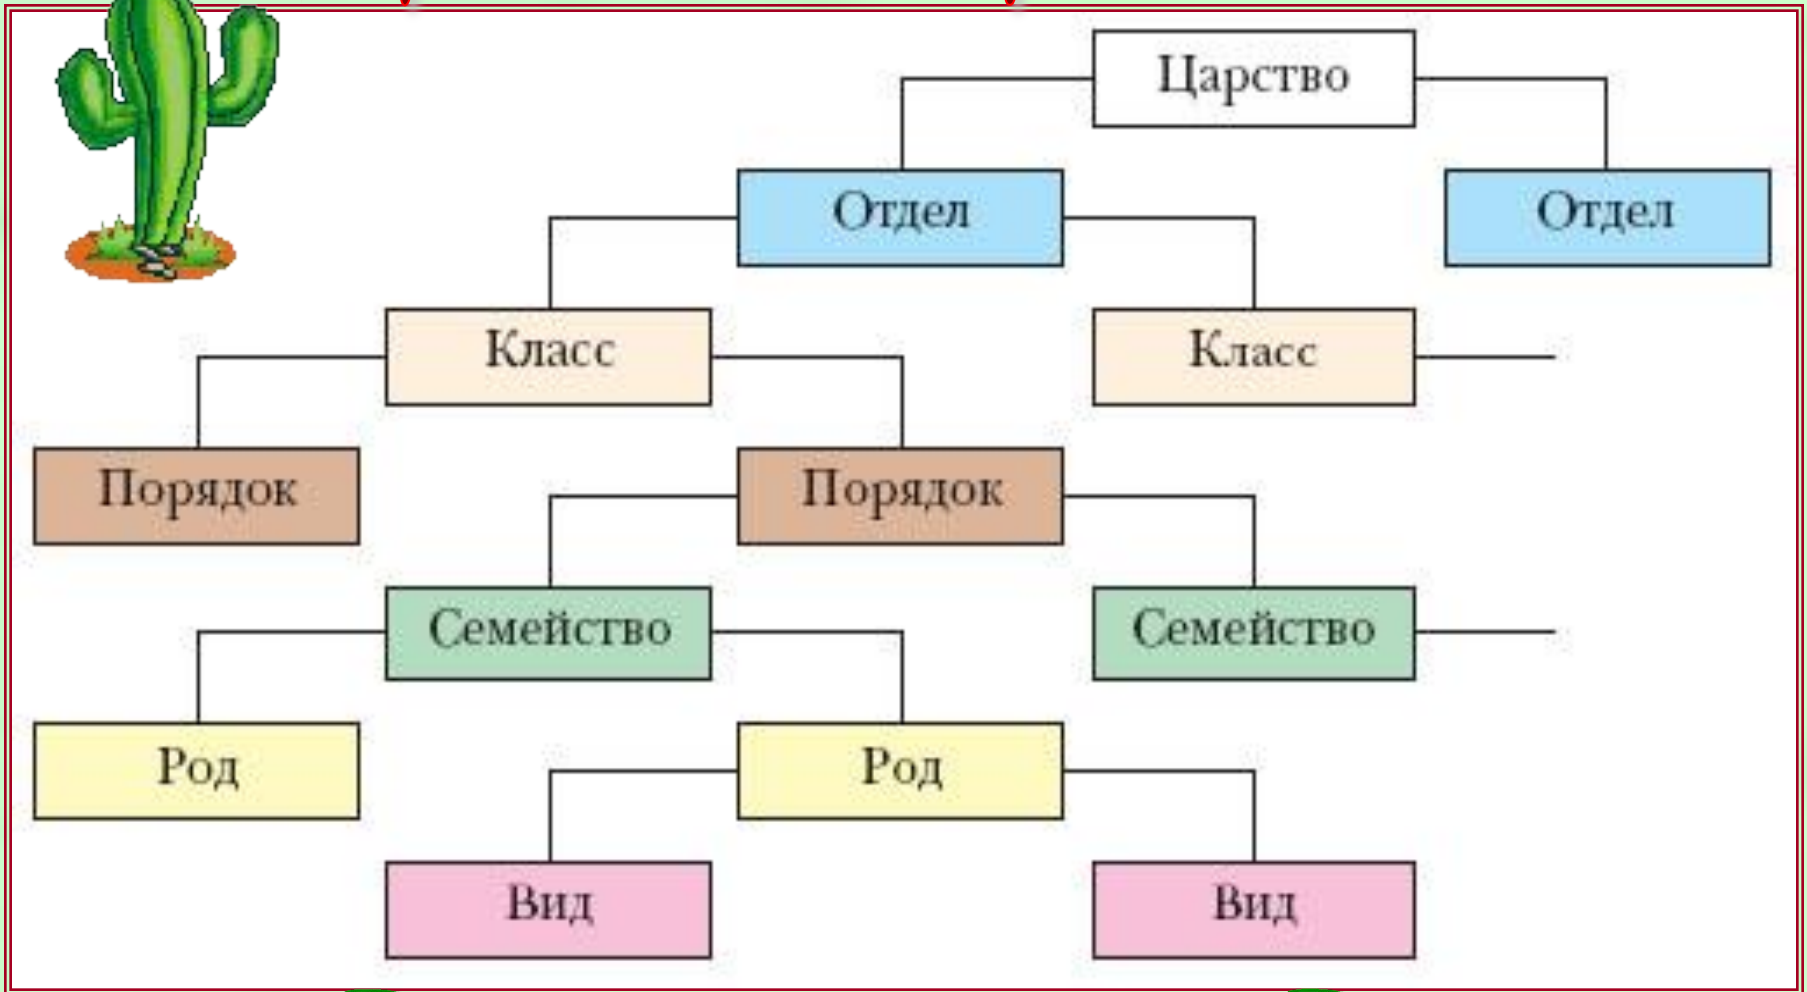 Царство
Отдел Отдел
Класс Класс
Порядок Порядок
Семейство Семейство
Род Род
Вид Вид